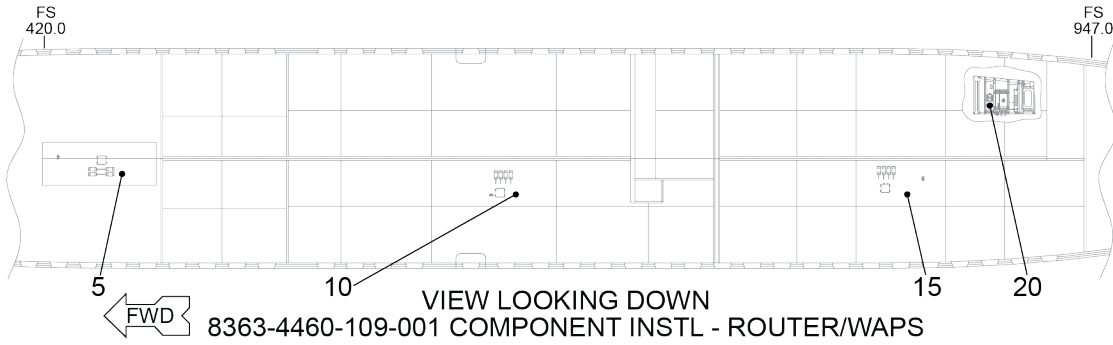 FS
420.0
FS
947.0
5
10
15
20
FWD
VIEW LOOKING DOWN
8363-4460-109-001 COMPONENT INSTL - ROUTER/WAPS